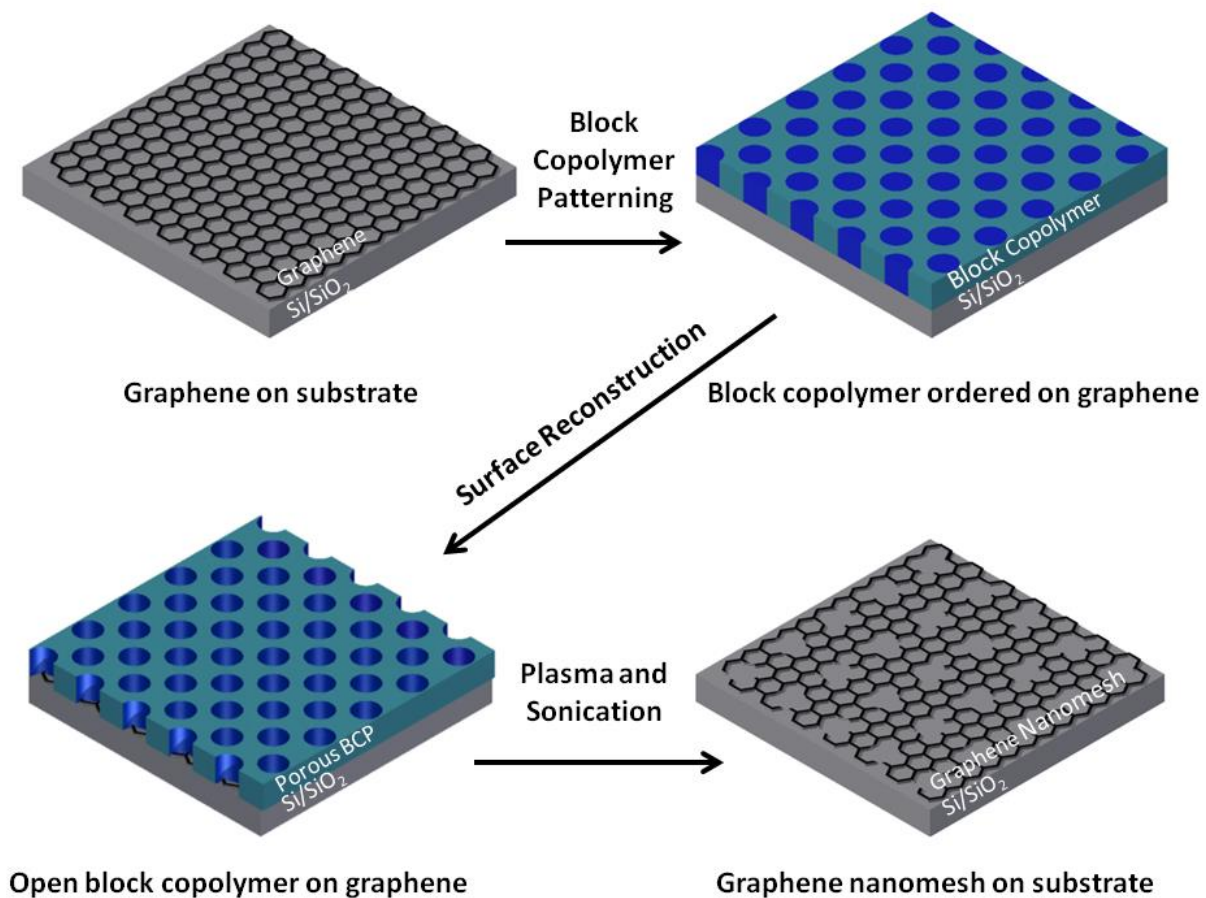 Graphene
Si/SiO₂
Graphene on substrate
Block
Copolymer
Patterning
Block Copolymer
Si/SiO₂
Block copolymer ordered on graphene
Surface Reconstruction
Porous BCP
Si/SiO₂
Open block copolymer on graphene
Plasma and
Sonication
Graphene Nanomesh
Si/SiO₂
Graphene nanomesh on substrate